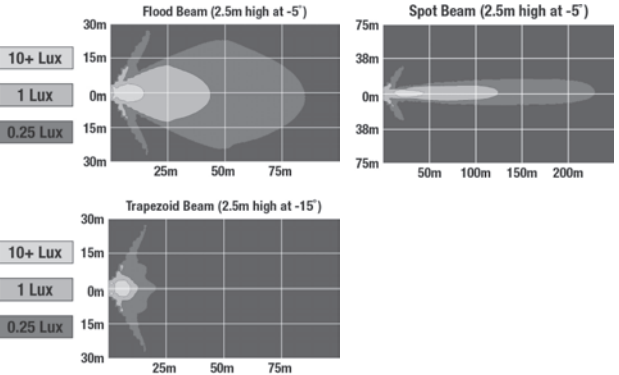 Flood Beam (2.5m high at -5°)
30m
15m
0m
15m
30m
25m
50m
75m
10+ Lux
1 Lux
0.25 Lux
Spot Beam (2.5m high at -5°)
75m
38m
0m
38m
75m
50m
100m
150m
200m
Trapezoid Beam (2.5m high at -15°)
30m
15m
0m
15m
30m
25m
50m
75m
10+ Lux
1 Lux
0.25 Lux